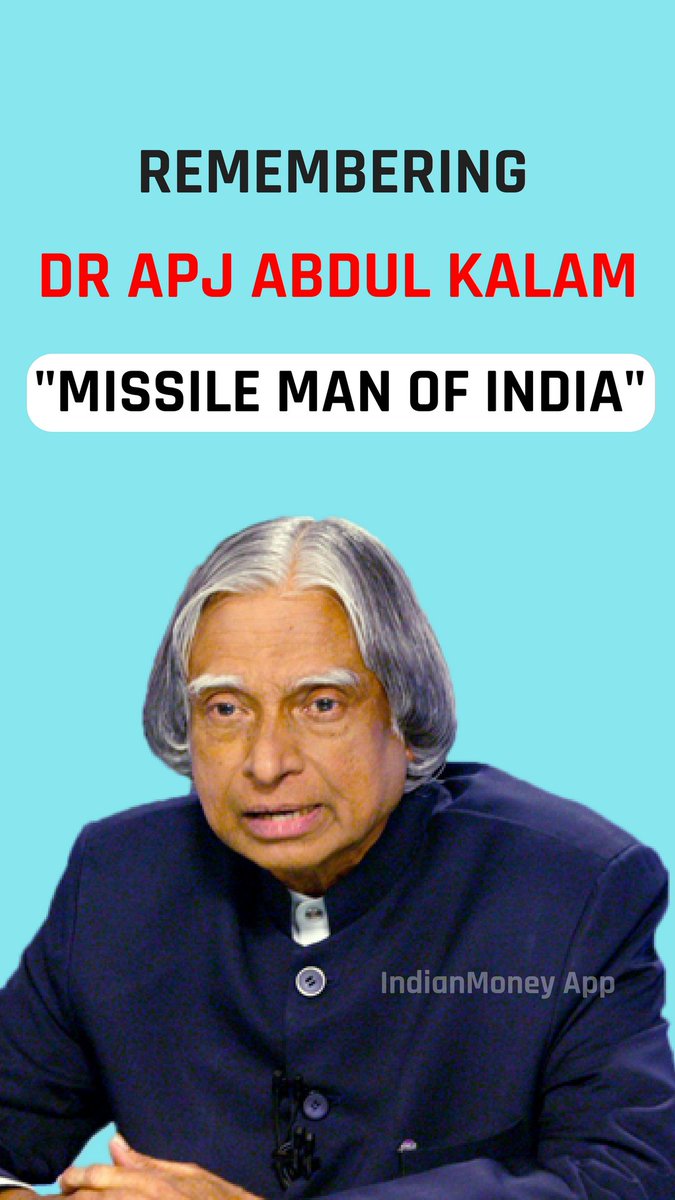 REMEMBERING
DR APJ ABDUL KALAM
"MISSILE MAN OF INDIA"
IndianMoney App